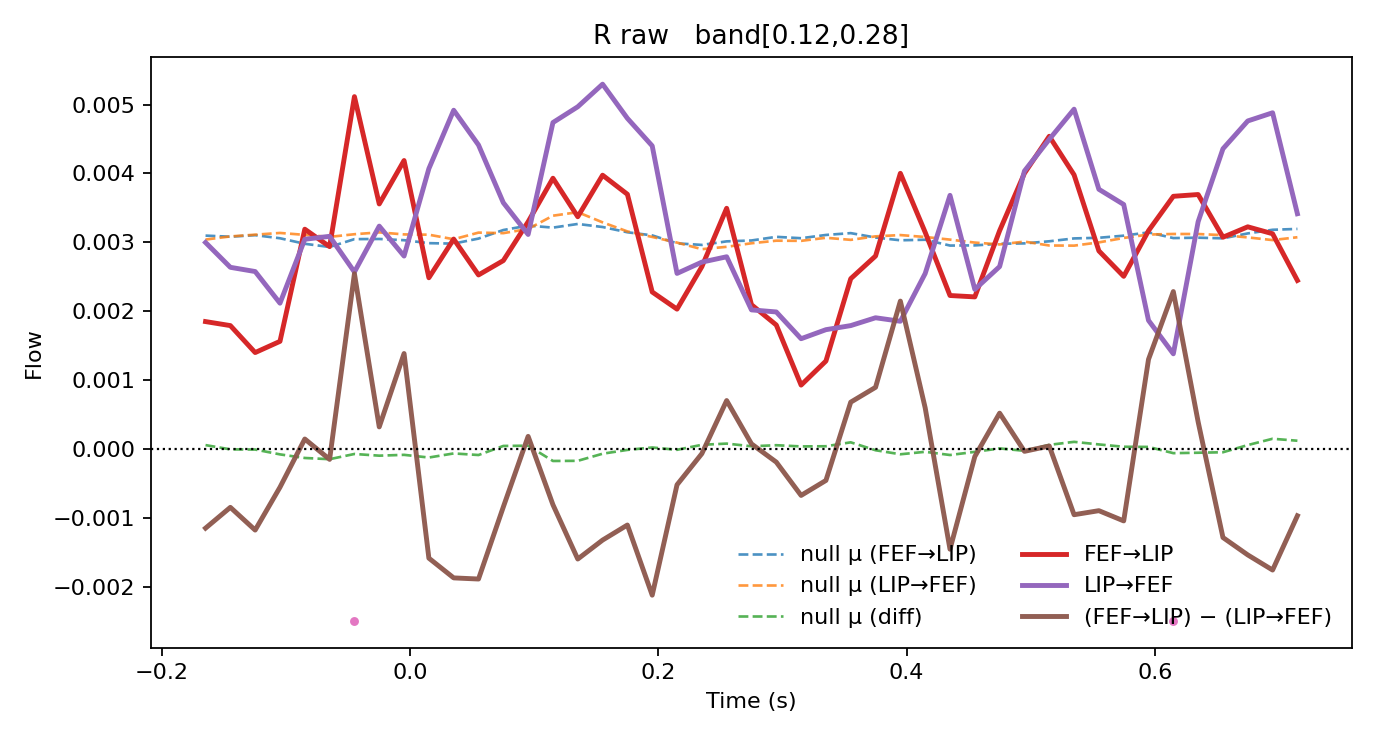 R raw band[0.12,0.28]
Flow
0.005
0.004
0.003
0.002
0.001
0.000
−0.001
−0.002
null μ (FEF→LIP)
null μ (LIP→FEF)
null μ (diff)
FEF→LIP
LIP→FEF
(FEF→LIP) − (LIP→FEF)
−0.2
0.0
0.2
0.4
0.6
Time (s)